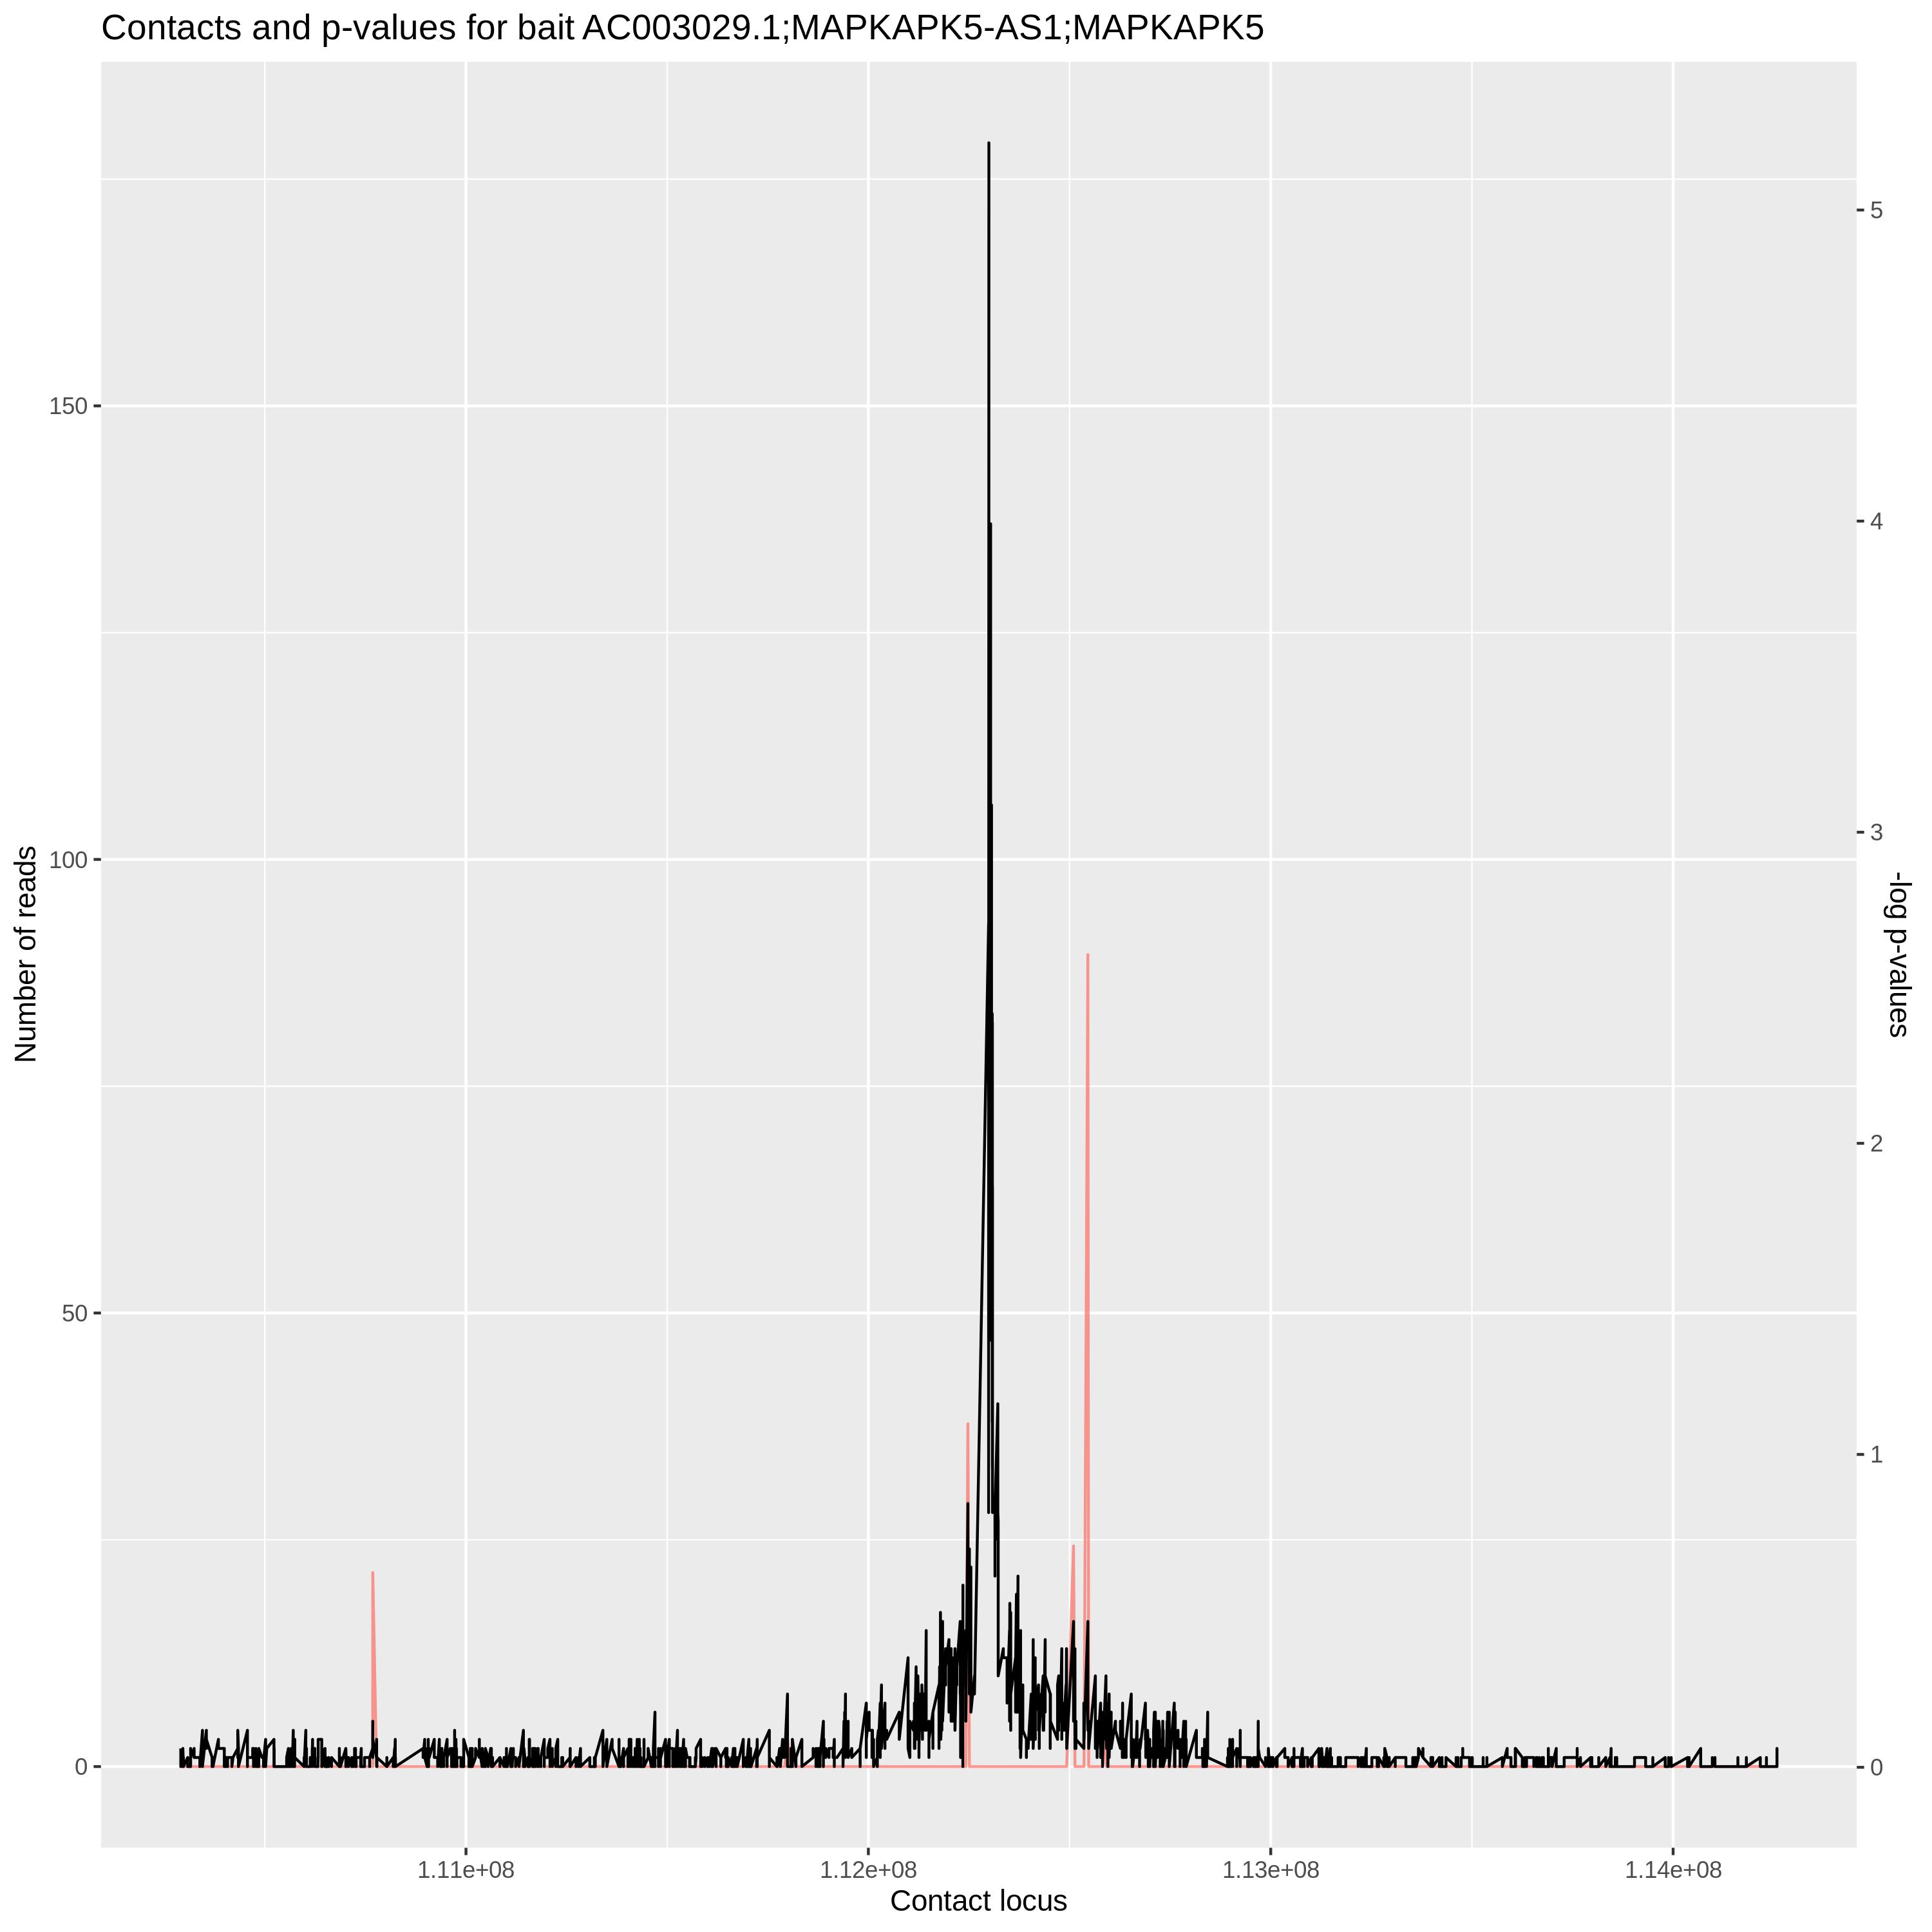 Contacts and p-values for bait AC003029.1;MAPKAPK5-AS1;MAPKAPK5
Number of reads
150
100
50
0
5
4
3
2
1
0
-log p-values
1.11e+08 1.12e+08 1.13e+08 1.14e+08
Contact locus